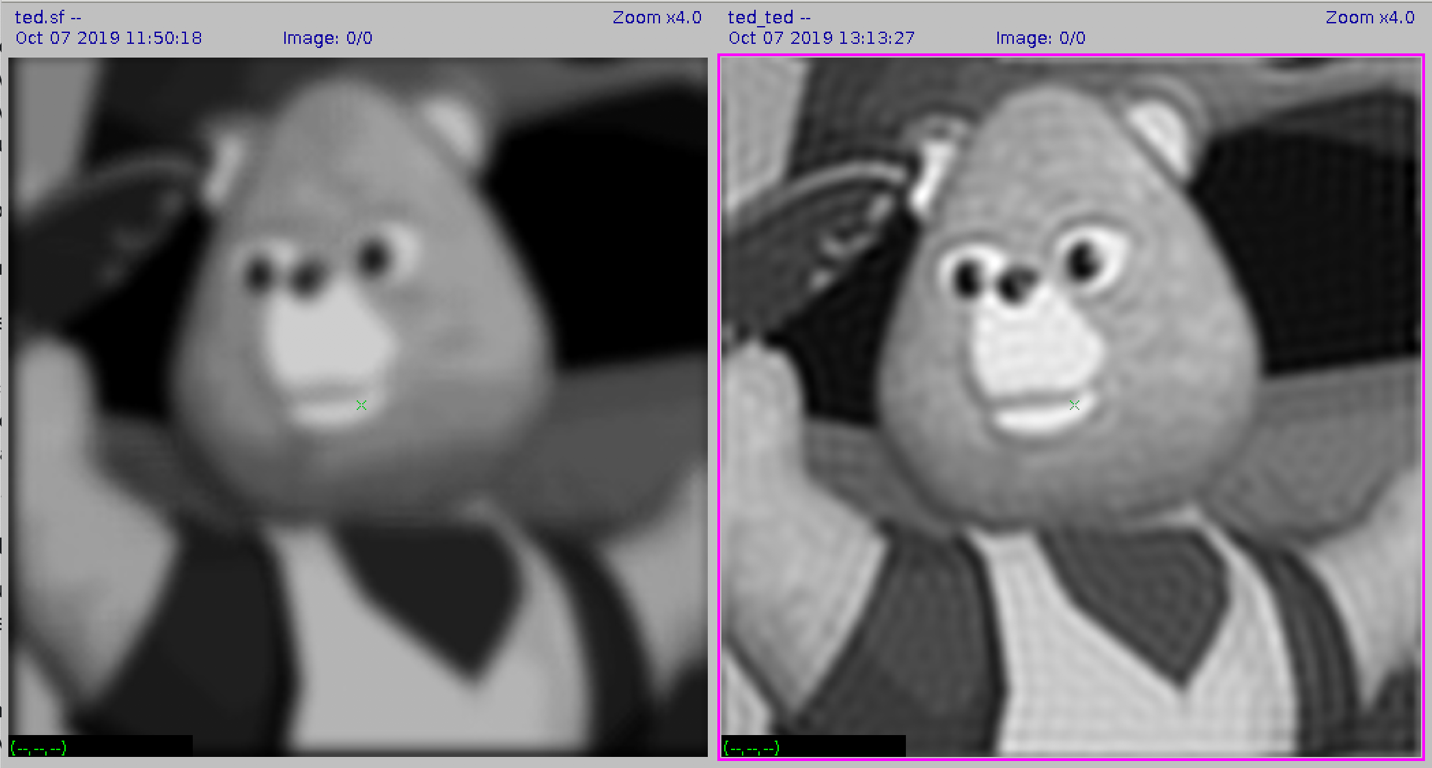 ted.sf -- Zoom x4.0
Oct 07 2019 11:50:18 Image: 0/0
(--,--,--)
ted_ted -- Zoom x4.0
Oct 07 2019 13:13:27 Image: 0/0
(--,--,--)